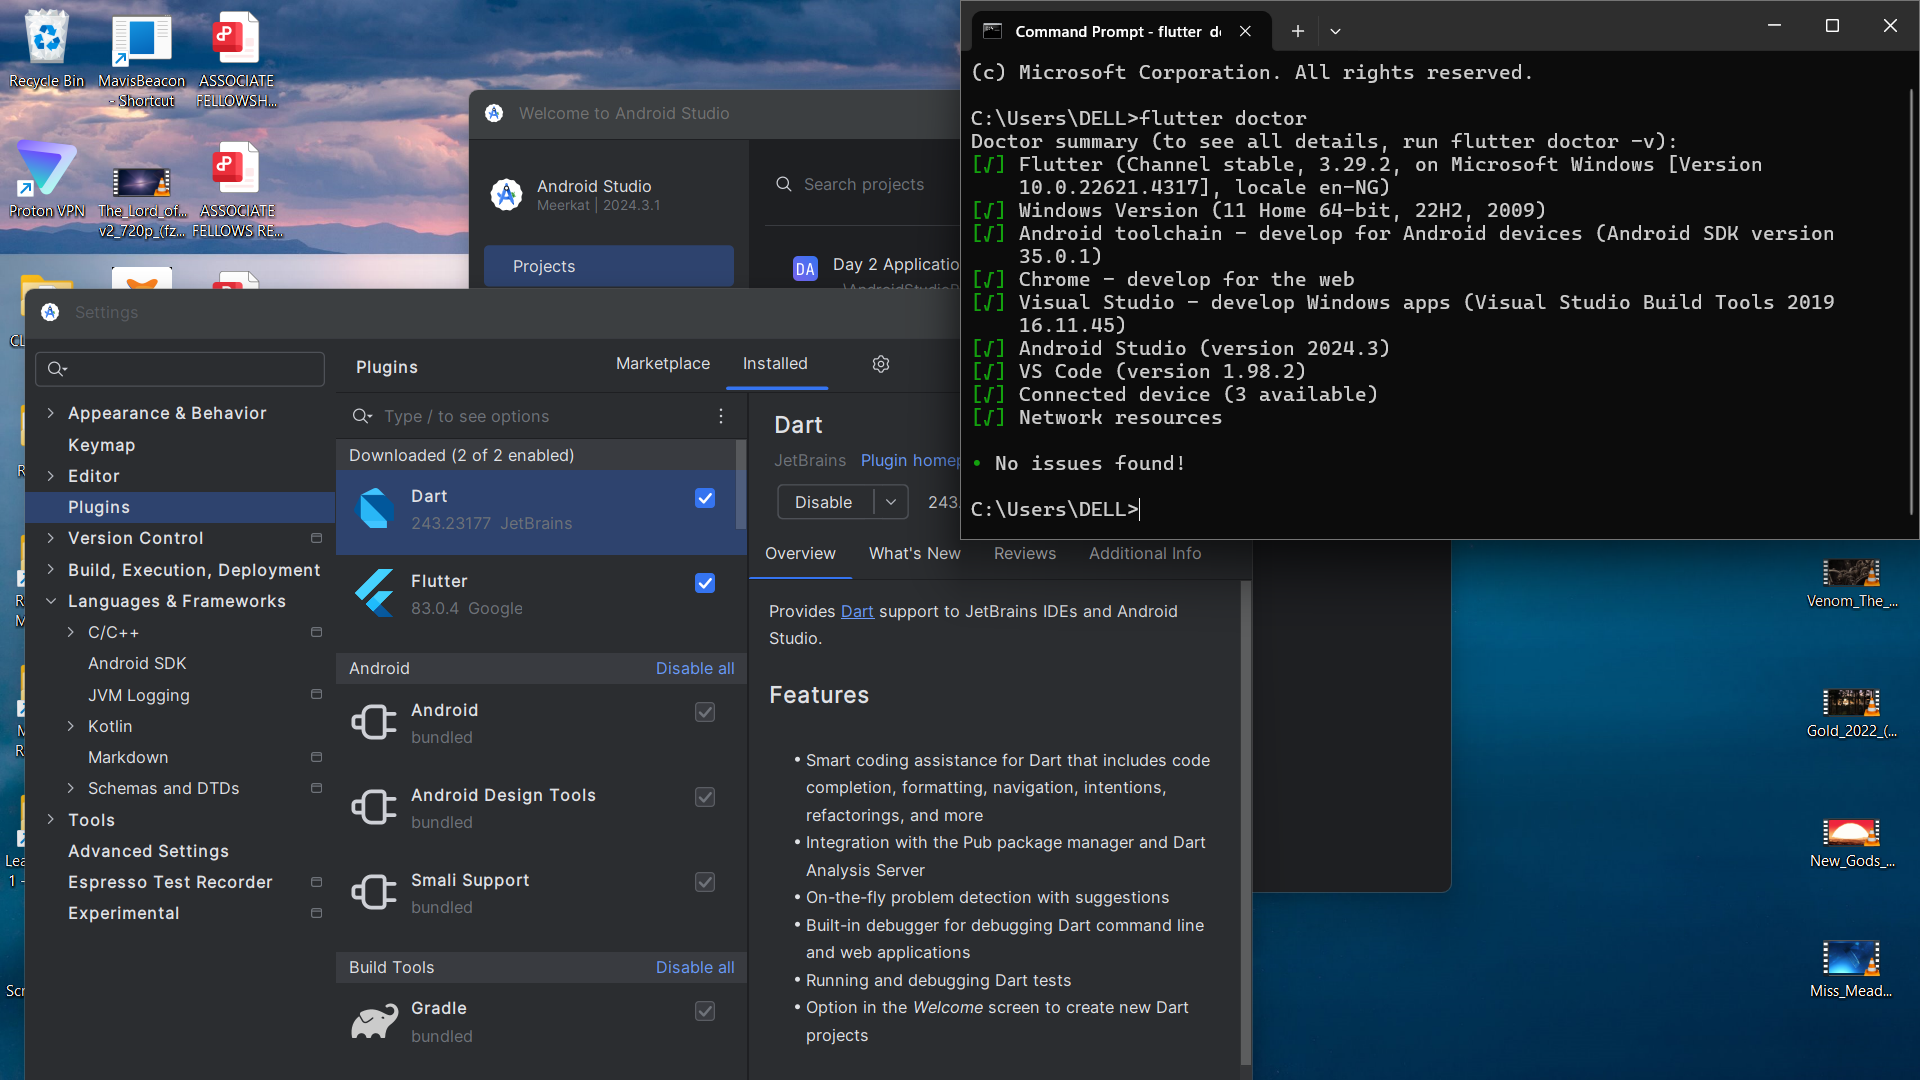 Recycle Bin
MavisBeacon
- Shortcut
ASSOCIATE
FELLOWSH...
Proton VPN
The_Lord_of...
v2_720p_(fz...
ASSOCIATE
FELLOWS RE...
Welcome to Android Studio
Android Studio
Meerkat | 2024.3.1
Projects
Search projects
DA
Day 2 Applicatio
Command Prompt - flutter d
(c) Microsoft Corporation. All rights reserved.
C:\Users\DELL>flutter doctor
Doctor summary (to see all details, run flutter doctor -v):
[√] Flutter (Channel stable, 3.29.2, on Microsoft Windows [Version
10.0.22621.4317], locale en-NG)
[√] Windows Version (11 Home 64-bit, 22H2, 2009)
[√] Android toolchain - develop for Android devices (Android SDK version
35.0.1)
[√] Chrome - develop for the web
[√] Visual Studio - develop Windows apps (Visual Studio Build Tools 2019
16.11.45)
[√] Android Studio (version 2024.3)
[√] VS Code (version 1.98.2)
[√] Connected device (3 available)
[√] Network resources
• No issues found!
C:\Users\DELL>
Settings
Appearance & Behavior
Keymap
Editor
Plugins
Version Control
Build, Execution, Deployment
Languages & Frameworks
C/C++
Android SDK
JVM Logging
Kotlin
Markdown
Schemas and DTDs
Tools
Advanced Settings
Espresso Test Recorder
Experimental
Plugins
Marketplace
Installed
Type / to see options
Downloaded (2 of 2 enabled)
Dart
243.23177 JetBrains
Flutter
83.0.4 Google
Android
Disable all
Android
bundled
Android Design Tools
bundled
Smali Support
bundled
Build Tools
Disable all
Gradle
bundled
Dart
JetBrains Plugin homep
Disable
243.
Overview
What's New
Reviews
Additional Info
Provides Dart support to JetBrains IDEs and Android
Studio.
Features
• Smart coding assistance for Dart that includes code
completion, formatting, navigation, intentions,
refactorings, and more
• Integration with the Pub package manager and Dart
Analysis Server
• On-the-fly problem detection with suggestions
• Built-in debugger for debugging Dart command line
and web applications
• Running and debugging Dart tests
• Option in the Welcome screen to create new Dart
projects
Venom_The_...
Gold_2022_(...
New_Gods_...
Miss_Mead...